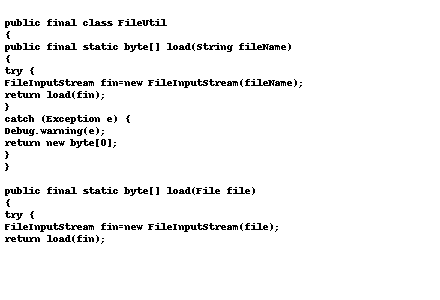 public final class FileUtil
{
public final static byte[] load(String fileName)
{
try {
FileInputStream fin=new FileInputStream(fileName);
return load(fin);
}
catch (Exception e) {
Debug.warning(e);
return new byte[0];
}
}
public final static byte[] load(File file)
{
try {
FileInputStream fin=new FileInputStream(file);
return load(fin);